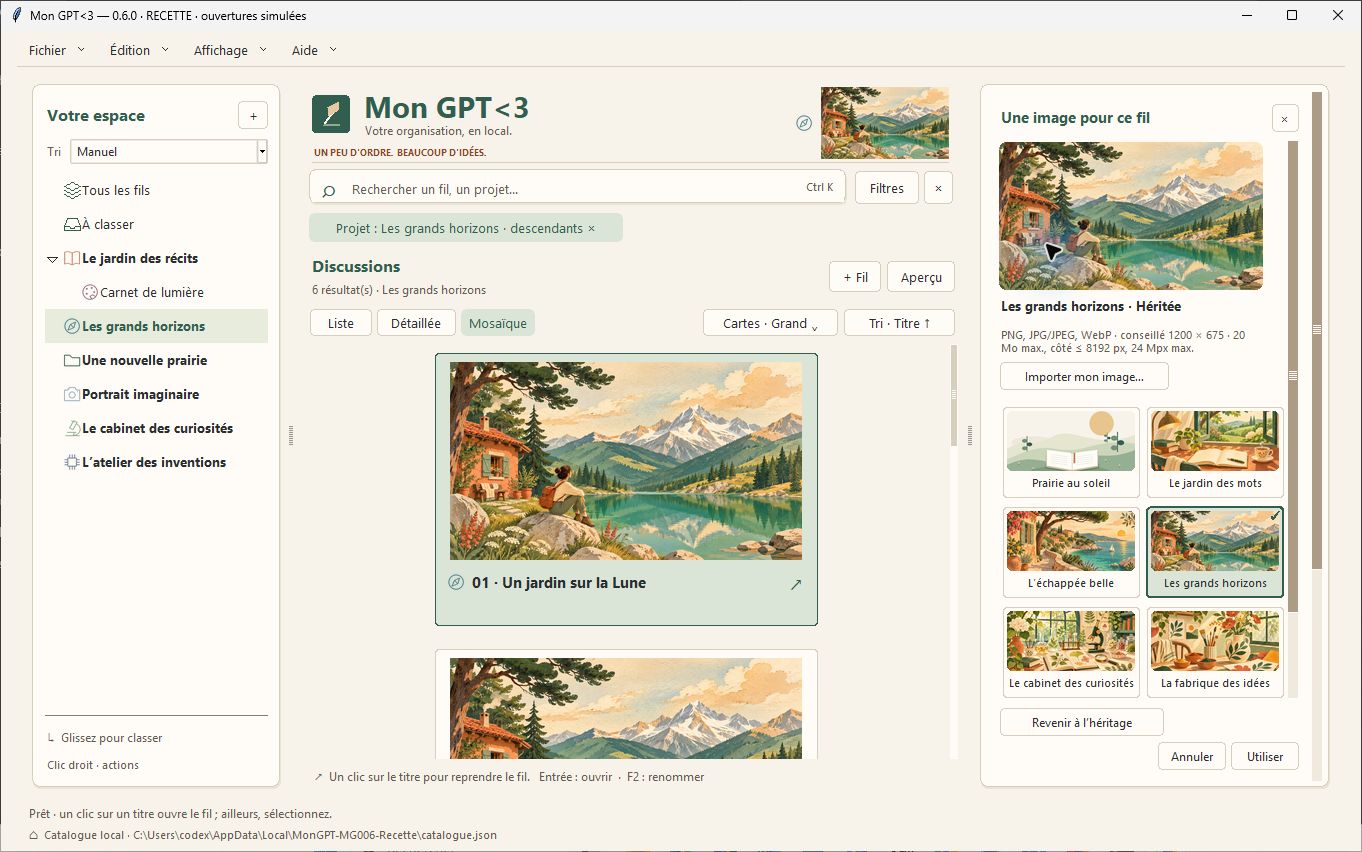 Mon GPT<3 — 0.6.0 · RECETTE · ouvertures simulées
Fichier Édition Affichage Aide
Votre espace
+
Tri Manuel
Tous les fils
À classer
Le jardin des récits
Carnet de lumière
Les grands horizons
Une nouvelle prairie
Portrait imaginaire
Le cabinet des curiosités
L’atelier des inventions
Glissez pour classer
Clic droit · actions
Mon GPT<3
Votre organisation, en local.
UN PEU D'ORDRE. BEAUCOUP D'IDÉES.
Rechercher un fil, un projet... Ctrl K
Filtres ×
Projet : Les grands horizons · descendants ×
Discussions
6 résultat(s) · Les grands horizons
+ Fil Aperçu
Liste Détaillée Mosaïque Cartes · Grand Tri · Titre ↑
01 · Un jardin sur la Lune ↗
↗ Un clic sur le titre pour reprendre le fil. Entrée : ouvrir · F2 : renommer
Une image pour ce fil ×
Les grands horizons · Héritée
PNG, JPG/JPEG, WebP · conseillé 1200 × 675 · 20
Mo max., côté ≤ 8192 px, 24 Mpx max.
Importer mon image...
Prairie au soleil Le jardin des mots
L’échappée belle Les grands horizons
Le cabinet des curiosités La fabrique des idées
Revenir à l’héritage
Annuler Utiliser
Prêt · un clic sur un titre ouvre le fil ; ailleurs, sélectionnez.
Catalogue local · C:\Users\codex\AppData\Local\MonGPT-MG006-Recette\catalogue.json